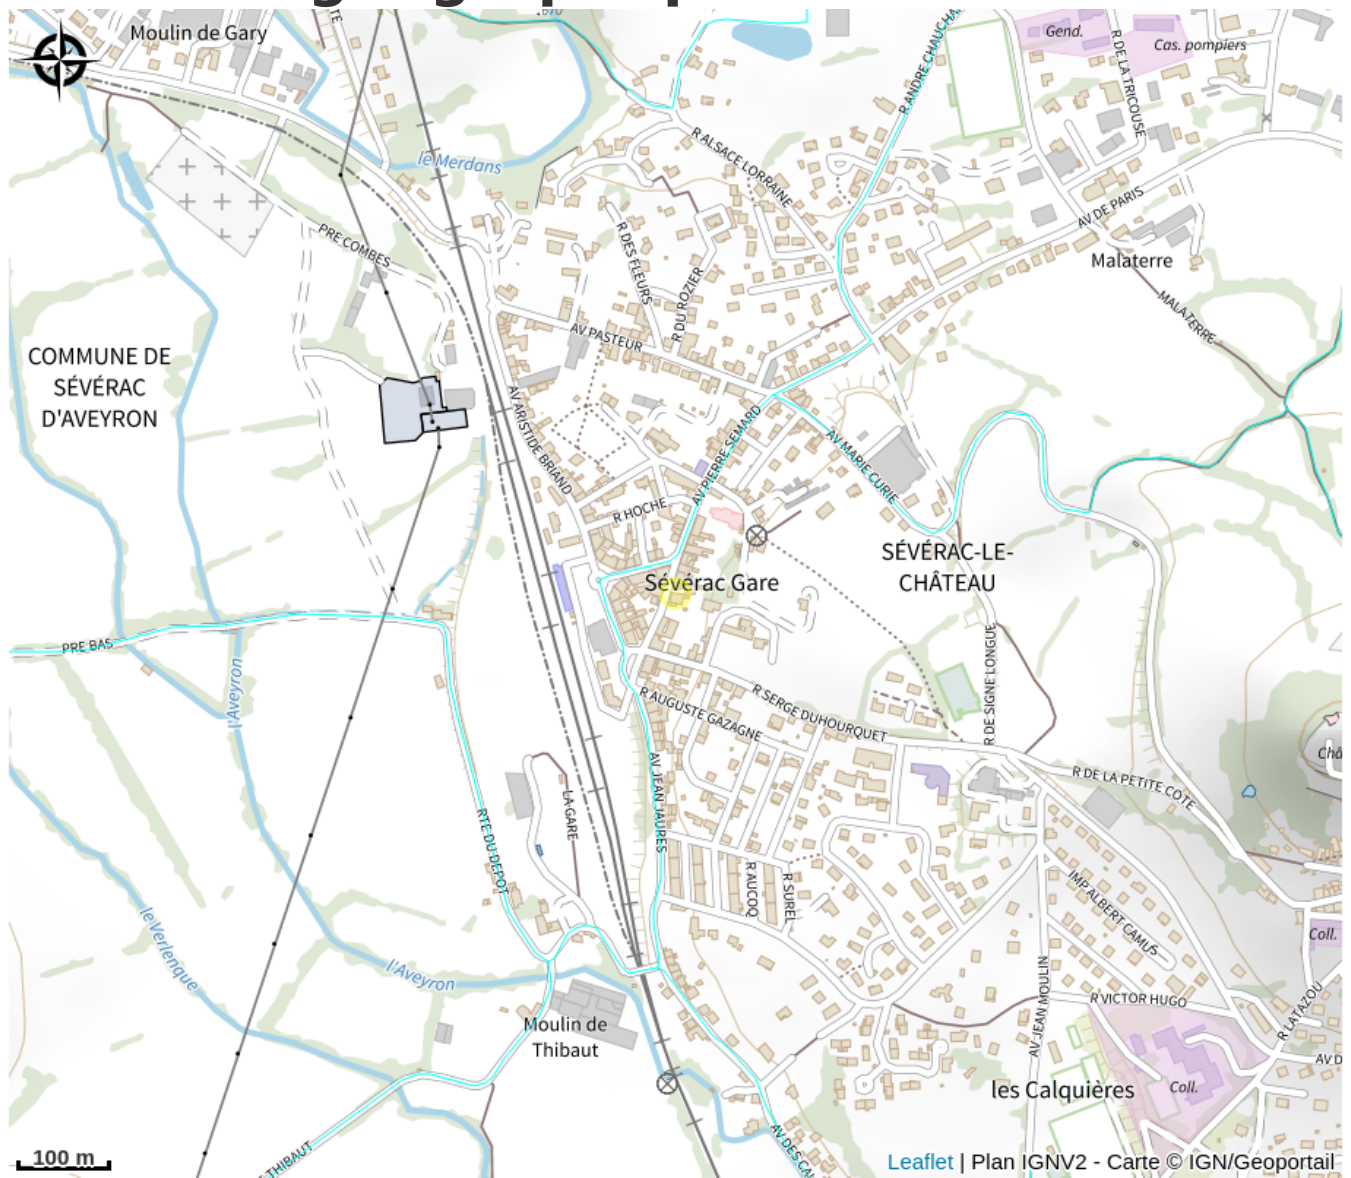 Moulin de Gary
R ANDRE CHAUCHA
Gend.
Cas. pompiers
R DE LA TRICOUSE
le Merdans
R ALSACE LORRAINE
AV DE PARIS
PRE COMBES
R DES FLEURS
R DU ROZIER
Malaterre
MALATERRE
AV PASTEUR
COMMUNE DE
SÉVÉRAC
D'AVEYRON
AV ARISTIDE BRIAND
AV PIERRE SEMARD
AV MARIE CURIE
R HOCHE
SÉVÉRAC-LE-
CHÂTEAU
Sévérac Gare
PRE BAS
l'Aveyron
R DE SIGNE LONGUE
R AUGUSTE GAZAGNE
R SERGE DUHOURQUET
Châ
R DE LA PETITE COTE
AV JEAN JAURES
LA GARE
RTE DU DEPOT
R AUCOQ
R SUREL
IMP ALBERT CAMUS
Coll.
le Verlenque
l'Aveyron
AV JEAN MOULIN
R VICTOR HUGO
R LATAZOU
Moulin de
Thibaut
AV D
les Calquières
Coll.
AV DES CAL
THIBAUT
100 m
Leaflet | Plan IGNV2 - Carte © IGN/Geoportail